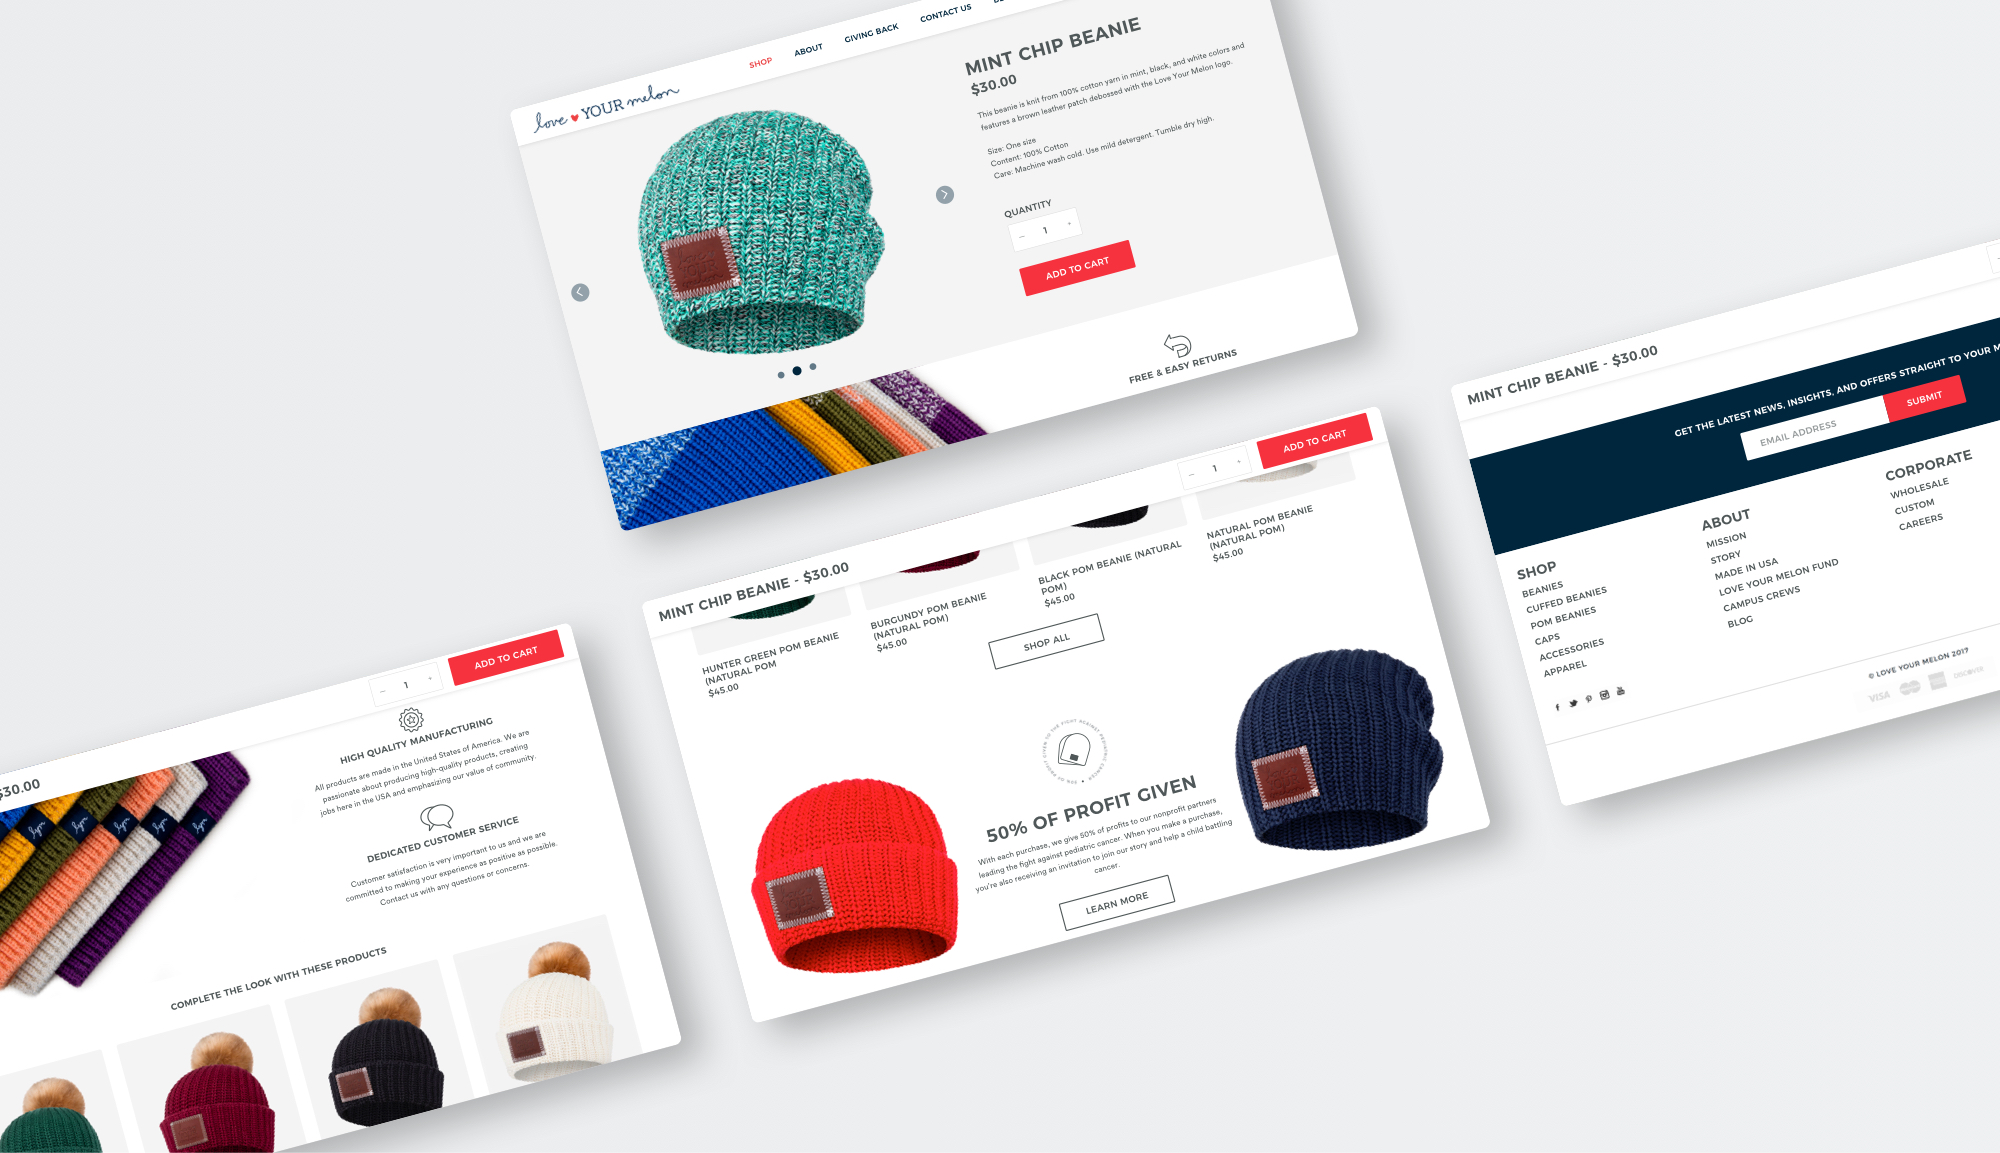 love YOUR melon
SHOP ABOUT GIVING BACK CONTACT US
MINT CHIP BEANIE
$30.00
This beanie is knit from 100% cotton yarn in mint, black, and white colors and
features a brown leather patch debossed with the Love Your Melon logo.
Size: One size
Content: 100% Cotton
Care: Machine wash cold. Use mild detergent. Tumble dry high.
QUANTITY
− 1 +
ADD TO CART
FREE & EASY RETURNS
MINT CHIP BEANIE - $30.00
− 1 +
ADD TO CART
HUNTER GREEN POM BEANIE
(NATURAL POM
$45.00
BURGUNDY POM BEANIE
(NATURAL POM)
$45.00
BLACK POM BEANIE (NATURAL
POM)
$45.00
NATURAL POM BEANIE
(NATURAL POM)
$45.00
SHOP ALL
50% OF PROFIT GIVEN
With each purchase, we give 50% of profits to our nonprofit partners
leading the fight against pediatric cancer. When you make a purchase,
you're also receiving an invitation to join our story and help a child battling
cancer.
LEARN MORE
$30.00
− 1 +
ADD TO CART
HIGH QUALITY MANUFACTURING
All products are made in the United States of America. We are
passionate about producing high-quality products, creating
jobs here in the USA and emphasizing our value of community.
DEDICATED CUSTOMER SERVICE
Customer satisfaction is very important to us and we are
committed to making your experience as positive as possible.
Contact us with any questions or concerns.
lym
lym
lym
lym
lym
COMPLETE THE LOOK WITH THESE PRODUCTS
MINT CHIP BEANIE - $30.00
GET THE LATEST NEWS, INSIGHTS, AND OFFERS STRAIGHT TO YOUR
EMAIL ADDRESS
SUBMIT
SHOP
BEANIES
CUFFED BEANIES
POM BEANIES
CAPS
ACCESSORIES
APPAREL
ABOUT
MISSION
STORY
MADE IN USA
LOVE YOUR MELON FUND
CAMPUS CREWS
BLOG
CORPORATE
WHOLESALE
CUSTOM
CAREERS
© LOVE YOUR MELON 2017
VISA
DISCOVER